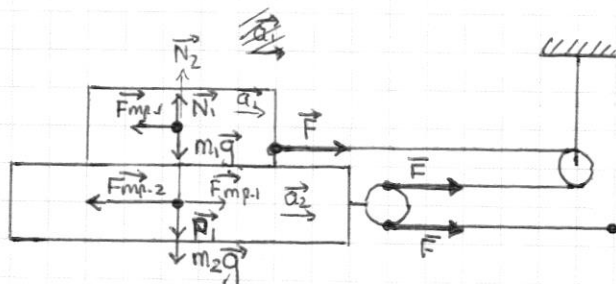 a₁
N₂
Fтр.1 N₁ a₁
m₁g F
Fтр.2 Fтр.1 a₂ F
P₁ F
m₂g